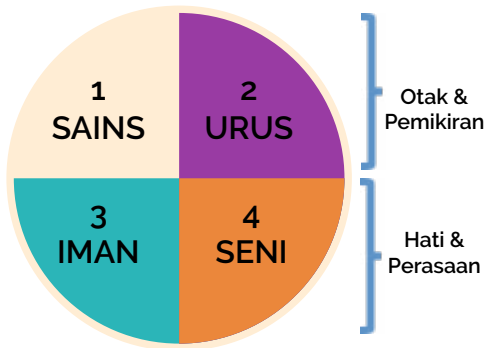 1
SAINS
2
URUS
Otak &
Pemikiran
3
IMAN
4
SENI
Hati &
Perasaan